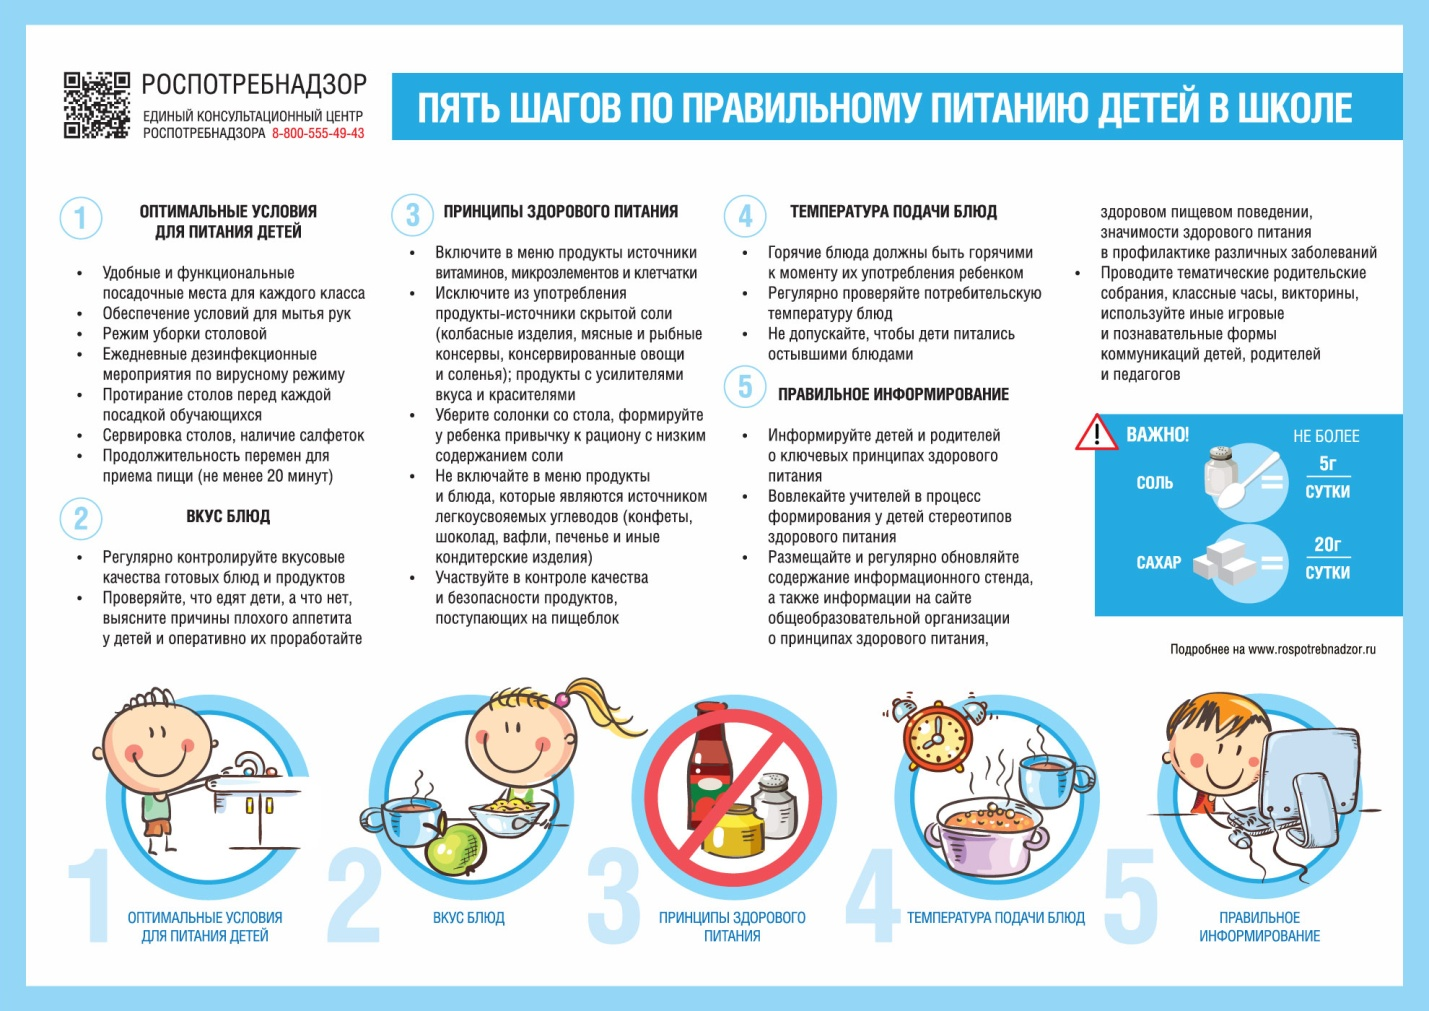 РОСПОТРЕБНАДЗОР
ЕДИНЫЙ КОНСУЛЬТАЦИОННЫЙ ЦЕНТР
РОСПОТРЕБНАДЗОРА 8-800-555-49-43
ПЯТЬ ШАГОВ ПО ПРАВИЛЬНОМУ ПИТАНИЮ ДЕТЕЙ В ШКОЛЕ
1
ОПТИМАЛЬНЫЕ УСЛОВИЯ
ДЛЯ ПИТАНИЯ ДЕТЕЙ
• Удобные и функциональные
посадочные места для каждого класса
• Обеспечение условий для мытья рук
• Режим уборки столовой
• Ежедневные дезинфекционные
мероприятия по вирусному режиму
• Протирание столов перед каждой
посадкой обучающихся
• Сервировка столов, наличие салфеток
• Продолжительность перемен для
приема пищи (не менее 20 минут)
2
ВКУС БЛЮД
• Регулярно контролируйте вкусовые
качества готовых блюд и продуктов
• Проверяйте, что едят дети, а что нет,
выясните причины плохого аппетита
у детей и оперативно их проработайте
3
ПРИНЦИПЫ ЗДОРОВОГО ПИТАНИЯ
• Включите в меню продукты источники
витаминов, микроэлементов и клетчатки
• Исключите из употребления
продукты-источники скрытой соли
(колбасные изделия, мясные и рыбные
консервы, консервированные овощи
и соленья); продукты с усилителями
вкуса и красителями
• Уберите солонки со стола, формируйте
у ребенка привычку к рациону с низким
содержанием соли
• Не включайте в меню продукты
и блюда, которые являются источником
легкоусвояемых углеводов (конфеты,
шоколад, вафли, печенье и иные
кондитерские изделия)
• Участвуйте в контроле качества
и безопасности продуктов,
поступающих на пищеблок
4
ТЕМПЕРАТУРА ПОДАЧИ БЛЮД
• Горячие блюда должны быть горячими
к моменту их употребления ребенком
• Регулярно проверяйте потребительскую
температуру блюд
• Не допускайте, чтобы дети питались
остывшими блюдами
5
ПРАВИЛЬНОЕ ИНФОРМИРОВАНИЕ
• Информируйте детей и родителей
о ключевых принципах здорового
питания
• Вовлекайте учителей в процесс
формирования у детей стереотипов
здорового питания
• Размещайте и регулярно обновляйте
содержание информационного стенда,
а также информации на сайте
общеобразовательной организации
о принципах здорового питания,
здоровом пищевом поведении,
значимости здорового питания
в профилактике различных заболеваний
• Проводите тематические родительские
собрания, классные часы, викторины,
используйте иные игровые
и познавательные формы
коммуникаций детей, родителей
и педагогов
! ВАЖНО!
НЕ БОЛЕЕ
СОЛЬ = 5г
СУТКИ
САХАР = 20г
СУТКИ
Подробнее на www.rospotrebnadzor.ru
1
ОПТИМАЛЬНЫЕ УСЛОВИЯ
ДЛЯ ПИТАНИЯ ДЕТЕЙ
2
ВКУС БЛЮД
3
ПРИНЦИПЫ ЗДОРОВОГО
ПИТАНИЯ
4
ТЕМПЕРАТУРА ПОДАЧИ БЛЮД
5
ПРАВИЛЬНОЕ
ИНФОРМИРОВАНИЕ